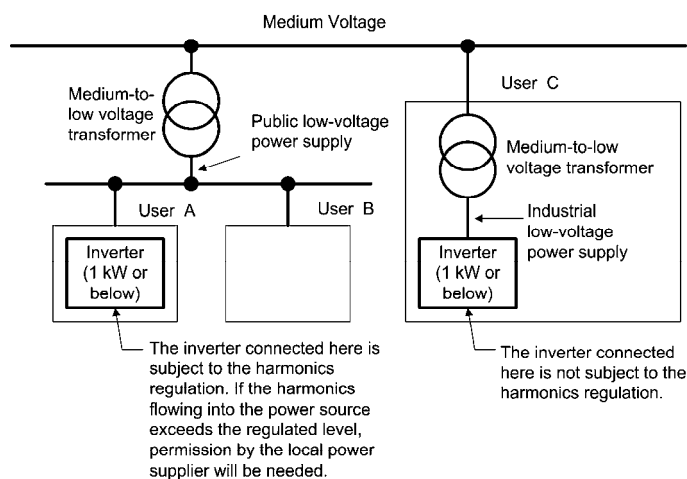 Medium Voltage
Medium-to-
low voltage
transformer
Public low-voltage
power supply
User C
Medium-to-low
voltage transformer
User A
User B
Industrial
low-voltage
power supply
Inverter
(1 kW or
below)
Inverter
(1 kW or
below)
The inverter connected here is
subject to the harmonics
regulation. If the harmonics
flowing into the power source
exceeds the regulated level,
permission by the local power
supplier will be needed.
The inverter connected
here is not subject to the
harmonics regulation.